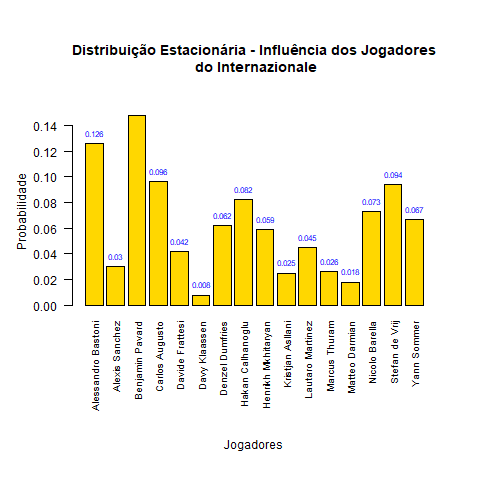 Distribuição Estacionária - Influência dos Jogadores
do Internazionale
Probabilidade
0.14
0.12
0.10
0.08
0.06
0.04
0.02
0.00
0.126
0.03
0.096
0.042
0.008
0.062
0.082
0.059
0.025
0.045
0.026
0.018
0.073
0.094
0.067
Alessandro Bastoni
Alexis Sanchez
Benjamin Pavard
Carlos Augusto
Davide Frattesi
Davy Klaassen
Denzel Dumfries
Hakan Calhanoglu
Henrikh Mkhitaryan
Kristjan Asllani
Lautaro Martinez
Marcus Thuram
Matteo Darmian
Nicolo Barella
Stefan de Vrij
Yann Sommer
Jogadores